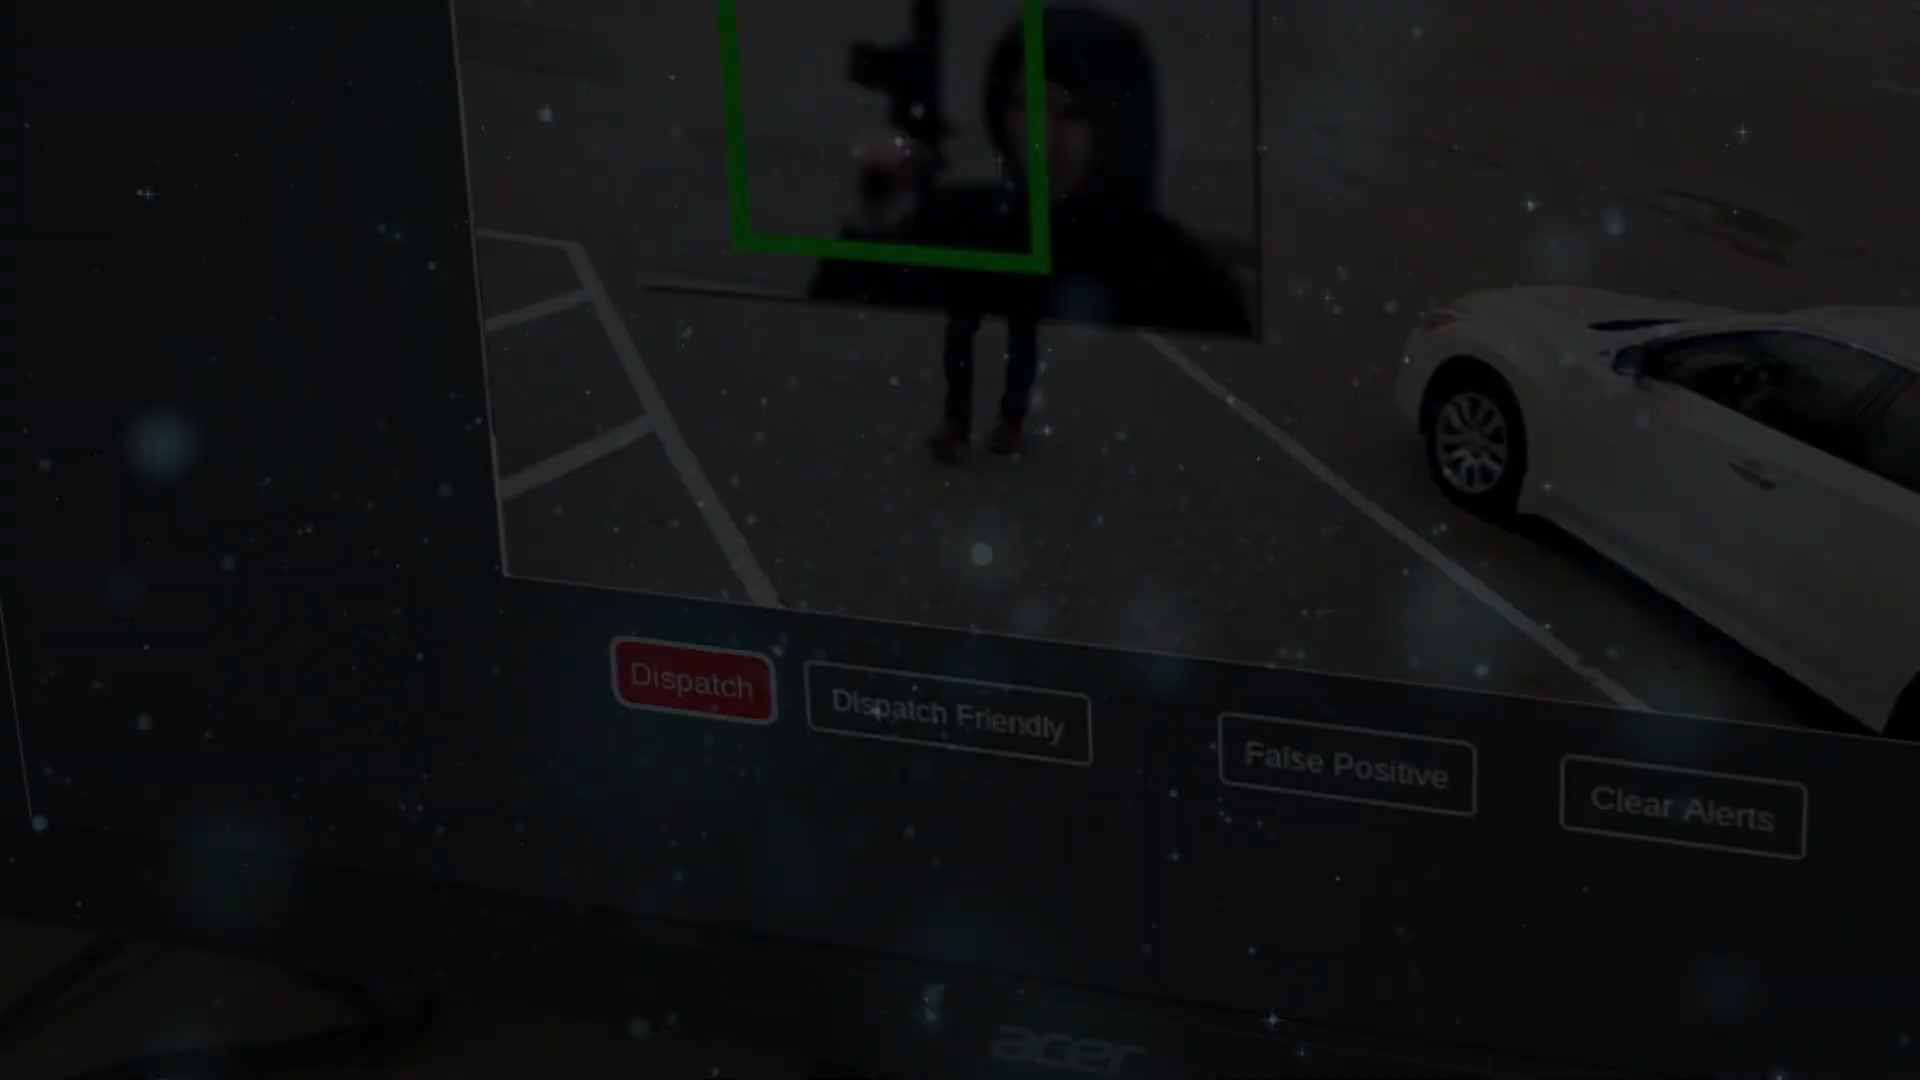 Dispatch
Dispatch Friendly
False Positive
Clear Alerts
acer